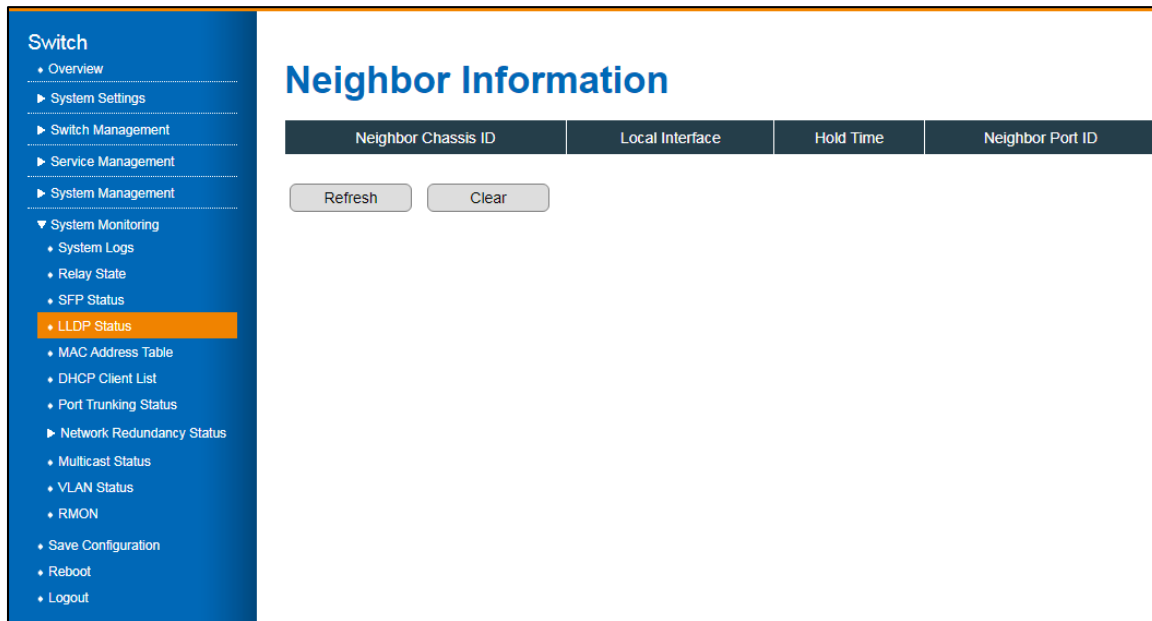 Switch
Overview
System Settings
Switch Management
Service Management
System Management
System Monitoring
System Logs
Relay State
SFP Status
LLDP Status
MAC Address Table
DHCP Client List
Port Trunking Status
Network Redundancy Status
Multicast Status
VLAN Status
RMON
Save Configuration
Reboot
Logout
Neighbor Information
Neighbor Chassis ID Local Interface Hold Time Neighbor Port ID
Refresh Clear